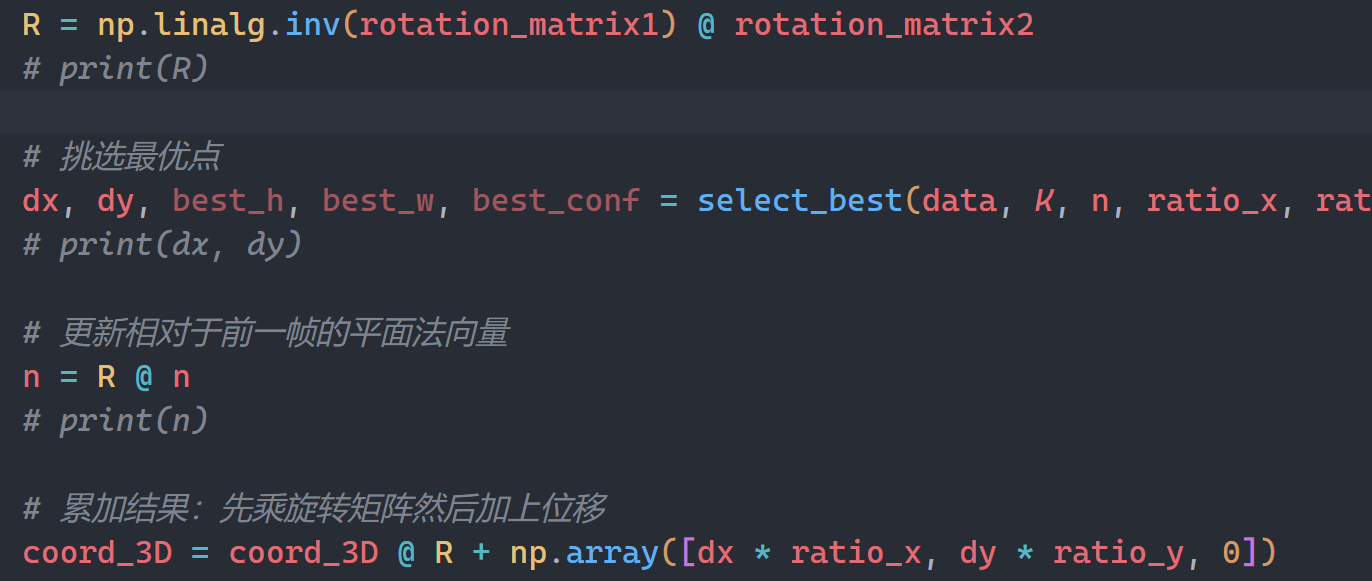 R = np.linalg.inv(rotation_matrix1) @ rotation_matrix2
# print(R)
# 挑选最优点
dx, dy, best_h, best_w, best_conf = select_best(data, K, n, ratio_x, rat
# print(dx, dy)
# 更新相对于前一帧的平面法向量
n = R @ n
# print(n)
# 累加结果：先乘旋转矩阵然后加上位移
coord_3D = coord_3D @ R + np.array([dx * ratio_x, dy * ratio_y, 0])